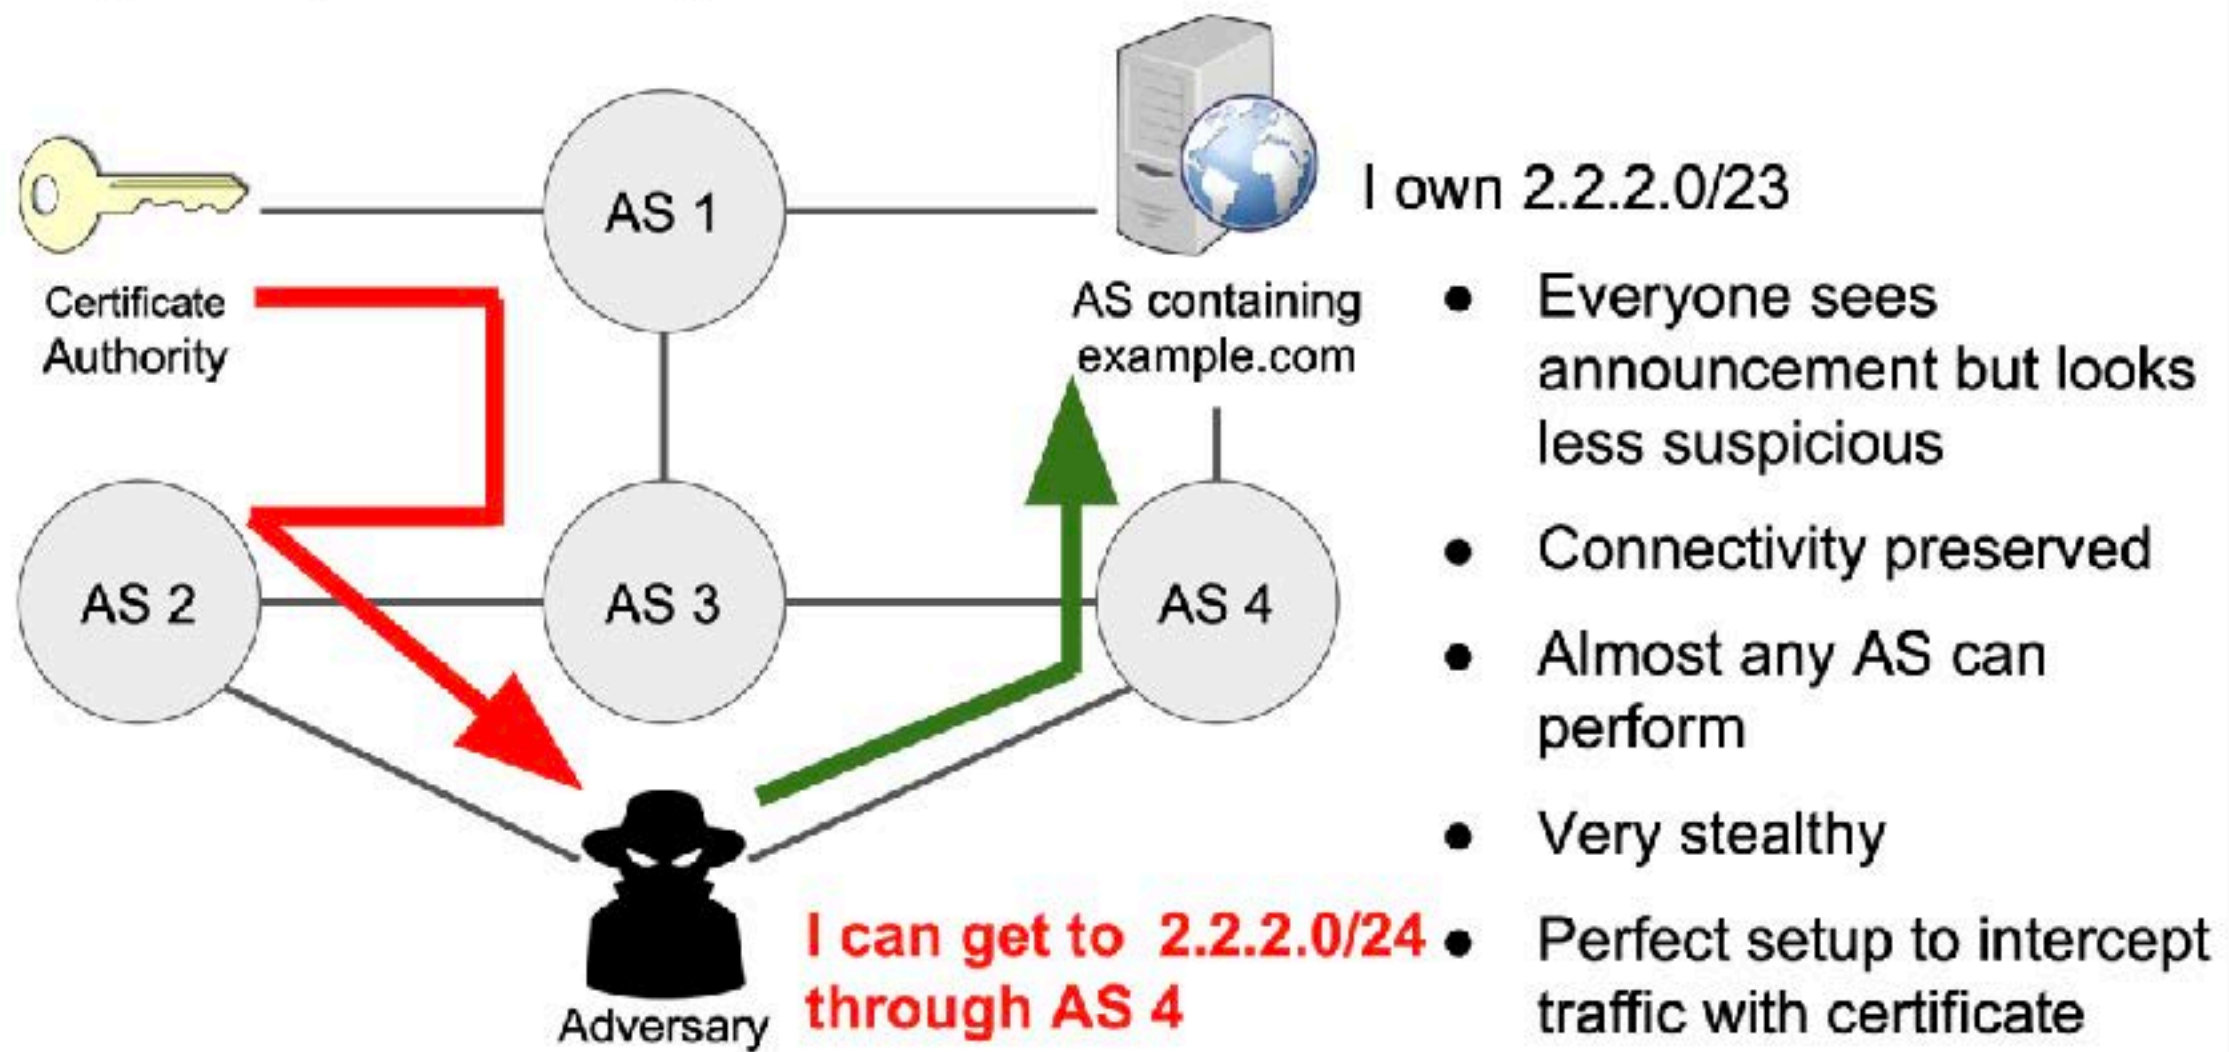 AS 1
I own 2.2.2.0/23
Certificate
Authority
AS containing
example.com
● Everyone sees
announcement but looks
less suspicious
● Connectivity preserved
AS 2
AS 3
AS 4
● Almost any AS can
perform
● Very stealthy
I can get to 2.2.2.0/24
through AS 4
Adversary
● Perfect setup to intercept
traffic with certificate